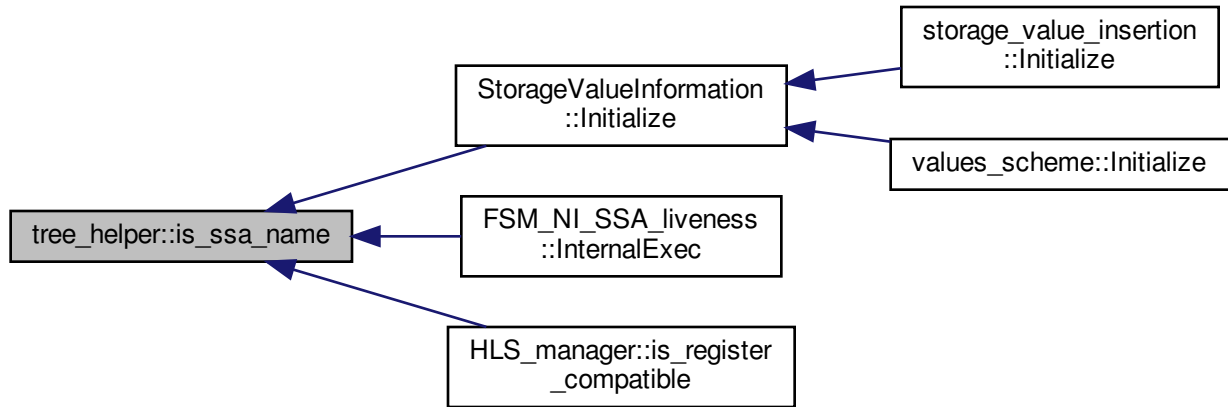 tree_helper::is_ssa_name
StorageValueInformation
::Initialize
FSM_NI_SSA_liveness
::InternalExec
HLS_manager::is_register
_compatible
storage_value_insertion
::Initialize
values_scheme::Initialize